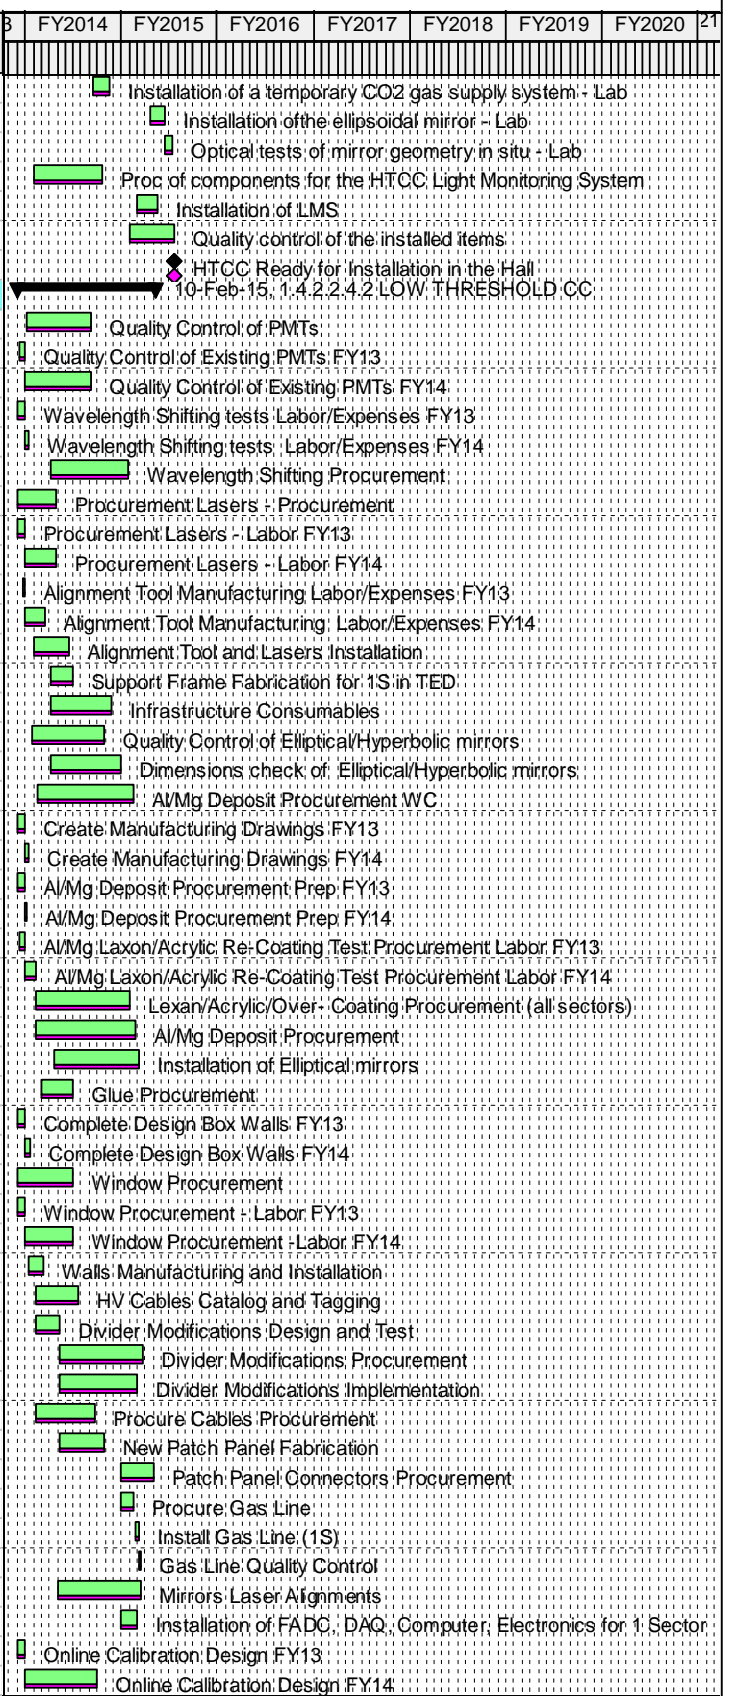 3 FY2014 FY2015 FY2016 FY2017 FY2018 FY2019 FY2020 21
Installation of a temporary CO2 gas supply system - Lab
Installation ofthe ellipsoidal mirror - Lab
Optical tests of mirror geometry in situ - Lab
Proc of components for the HTCC Light Monitoring System
Installation of LMS
Quality control of the installed items
HTCC Ready for Installation in the Hall
10-Feb-15, 1.4.2.2.4.2 LOW THRESHOLD CC
Quality Control of PMTs
Quality Control of Existing PMTs FY13
Quality Control of Existing PMTs FY14
Wavelength Shifting tests Labor/Expenses FY13
Wavelength Shifting tests Labor/Expenses FY14
Wavelength Shifting Procurement
Procurement Lasers - Procurement
Procurement Lasers - Labor FY13
Procurement Lasers - Labor FY14
Alignment Tool Manufacturing Labor/Expenses FY13
Alignment Tool Manufacturing Labor/Expenses FY14
Alignment Tool and Lasers Installation
Support Frame Fabrication for 1S in TED
Infrastructure Consumables
Quality Control of Elliptical/Hyperbolic mirrors
Dimensions check of Elliptical/Hyperbolic mirrors
Al/Mg Deposit Procurement WC
Create Manufacturing Drawings FY13
Create Manufacturing Drawings FY14
Al/Mg Deposit Procurement Prep FY13
Al/Mg Deposit Procurement Prep FY14
Al/Mg Laxon/Acrylic Re-Coating Test Procurement Labor FY13
Al/Mg Laxon/Acrylic Re-Coating Test Procurement Labor FY14
Lexan/Acrylic/Over- Coating Procurement (all sectors)
Al/Mg Deposit Procurement
Installation of Elliptical mirrors
Glue Procurement
Complete Design Box Walls FY13
Complete Design Box Walls FY14
Window Procurement
Window Procurement - Labor FY13
Window Procurement -Labor FY14
Walls Manufacturing and Installation
HV Cables Catalog and Tagging
Divider Modifications Design and Test
Divider Modifications Procurement
Divider Modifications Implementation
Procure Cables Procurement
New Patch Panel Fabrication
Patch Panel Connectors Procurement
Procure Gas Line
Install Gas Line (1S)
Gas Line Quality Control
Mirrors Laser Alignments
Installation of FADC, DAQ, Computer, Electronics for 1 Sector
Online Calibration Design FY13
Online Calibration Design FY14